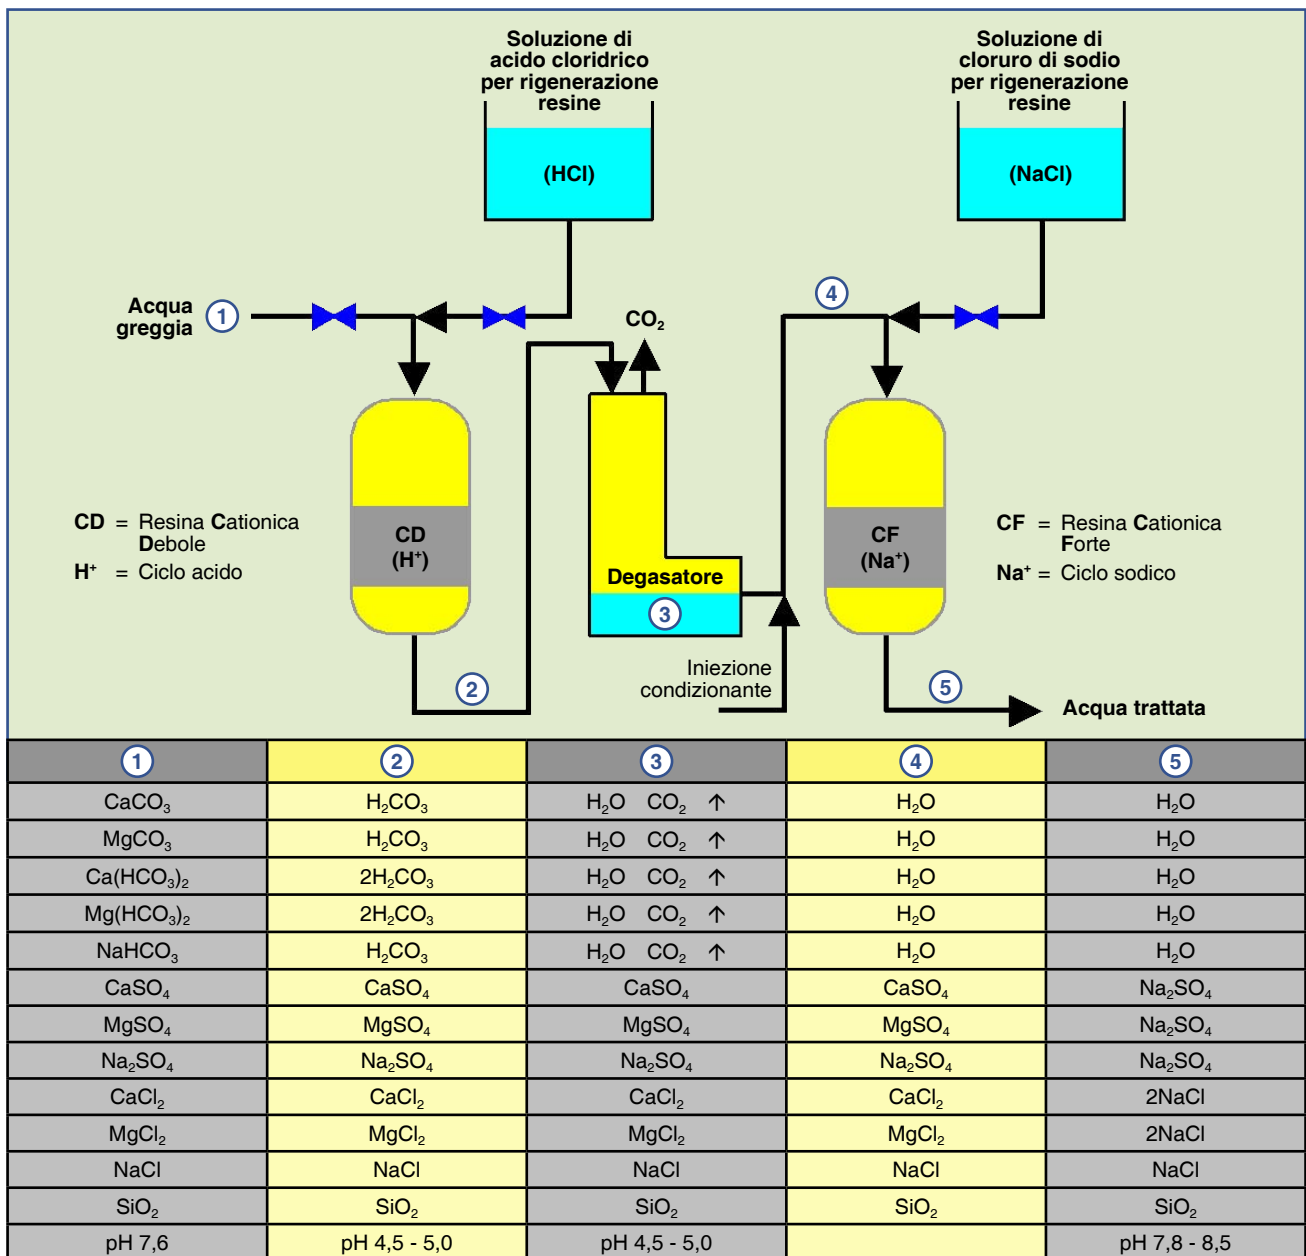 Soluzione di
acido cloridrico
per rigenerazione
resine
Soluzione di
cloruro di sodio
per rigenerazione
resine
(HCl)
(NaCl)
Acqua
greggia
1
4
CO₂
CD = Resina Cationica
Debole
H⁺ = Ciclo acido
CD
(H⁺)
Degasatore
3
CF
(Na⁺)
CF = Resina Cationica
Forte
Na⁺ = Ciclo sodico
2
Iniezione
condizionante
5
Acqua trattata
1 2 3 4 5
CaCO₃ H₂CO₃ H₂O CO₂ ↑ H₂O H₂O
MgCO₃ H₂CO₃ H₂O CO₂ ↑ H₂O H₂O
Ca(HCO₃)₂ 2H₂CO₃ H₂O CO₂ ↑ H₂O H₂O
Mg(HCO₃)₂ 2H₂CO₃ H₂O CO₂ ↑ H₂O H₂O
NaHCO₃ H₂CO₃ H₂O CO₂ ↑ H₂O H₂O
CaSO₄ CaSO₄ CaSO₄ CaSO₄ Na₂SO₄
MgSO₄ MgSO₄ MgSO₄ MgSO₄ Na₂SO₄
Na₂SO₄ Na₂SO₄ Na₂SO₄ Na₂SO₄ Na₂SO₄
CaCl₂ CaCl₂ CaCl₂ CaCl₂ 2NaCl
MgCl₂ MgCl₂ MgCl₂ MgCl₂ 2NaCl
NaCl NaCl NaCl NaCl NaCl
SiO₂ SiO₂ SiO₂ SiO₂ SiO₂
pH 7,6 pH 4,5 - 5,0 pH 4,5 - 5,0 pH 7,8 - 8,5